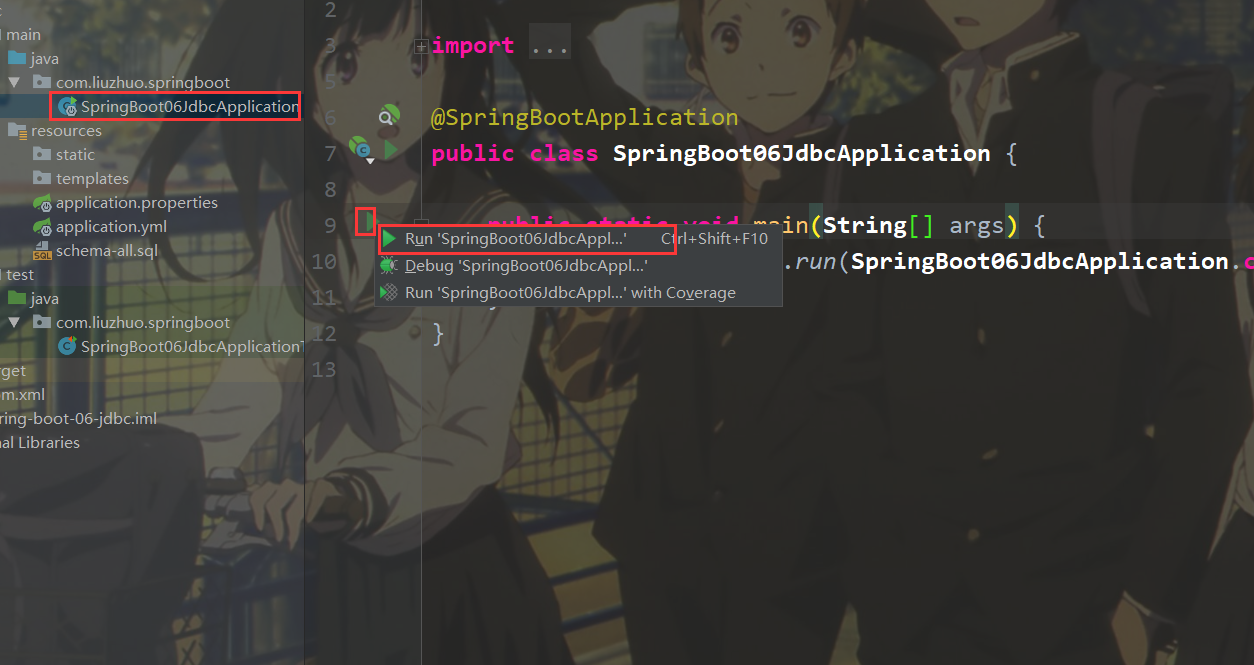 main
java
com.liuzhuo.springboot
SpringBoot06JdbcApplication
resources
static
templates
application.properties
application.yml
schema-all.sql
test
java
com.liuzhuo.springboot
SpringBoot06JdbcApplicationT
rget
om.xml
ring-boot-06-jdbc.iml
al Libraries
2
3 import ...
5
6 @SpringBootApplication
7 public class SpringBoot06JdbcApplication {
8
9 public static void main(String[] args) {
10 .run(SpringBoot06JdbcApplication.c
11
12 }
13
Run 'SpringBoot06JdbcAppl...' Ctrl+Shift+F10
Debug 'SpringBoot06JdbcAppl...'
Run 'SpringBoot06JdbcAppl...' with Coverage